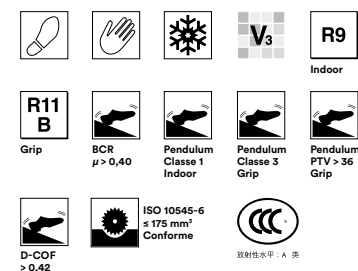 V3
R9
Indoor
R11
B
Grip
BCR
μ > 0,40
Pendulum
Classe 1
Indoor
Pendulum
Classe 3
Grip
Pendulum
PTV > 36
Grip
D-COF
> 0.42
ISO 10545-6
≤ 175 mm³
Conforme
CCC
放射性水平：A 类